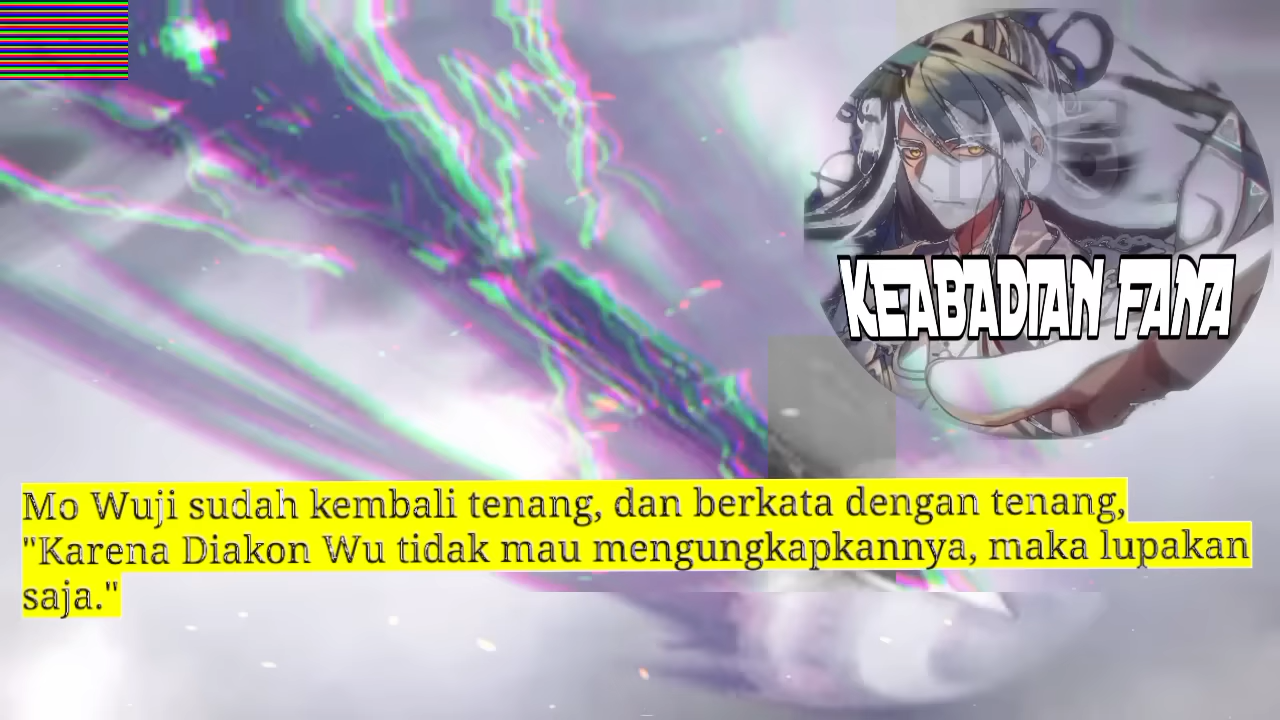 KEABADIAN FANA
Mo Wuji sudah kembali tenang, dan berkata dengan tenang,
"Karena Diakon Wu tidak mau mengungkapkannya, maka lupakan
saja."